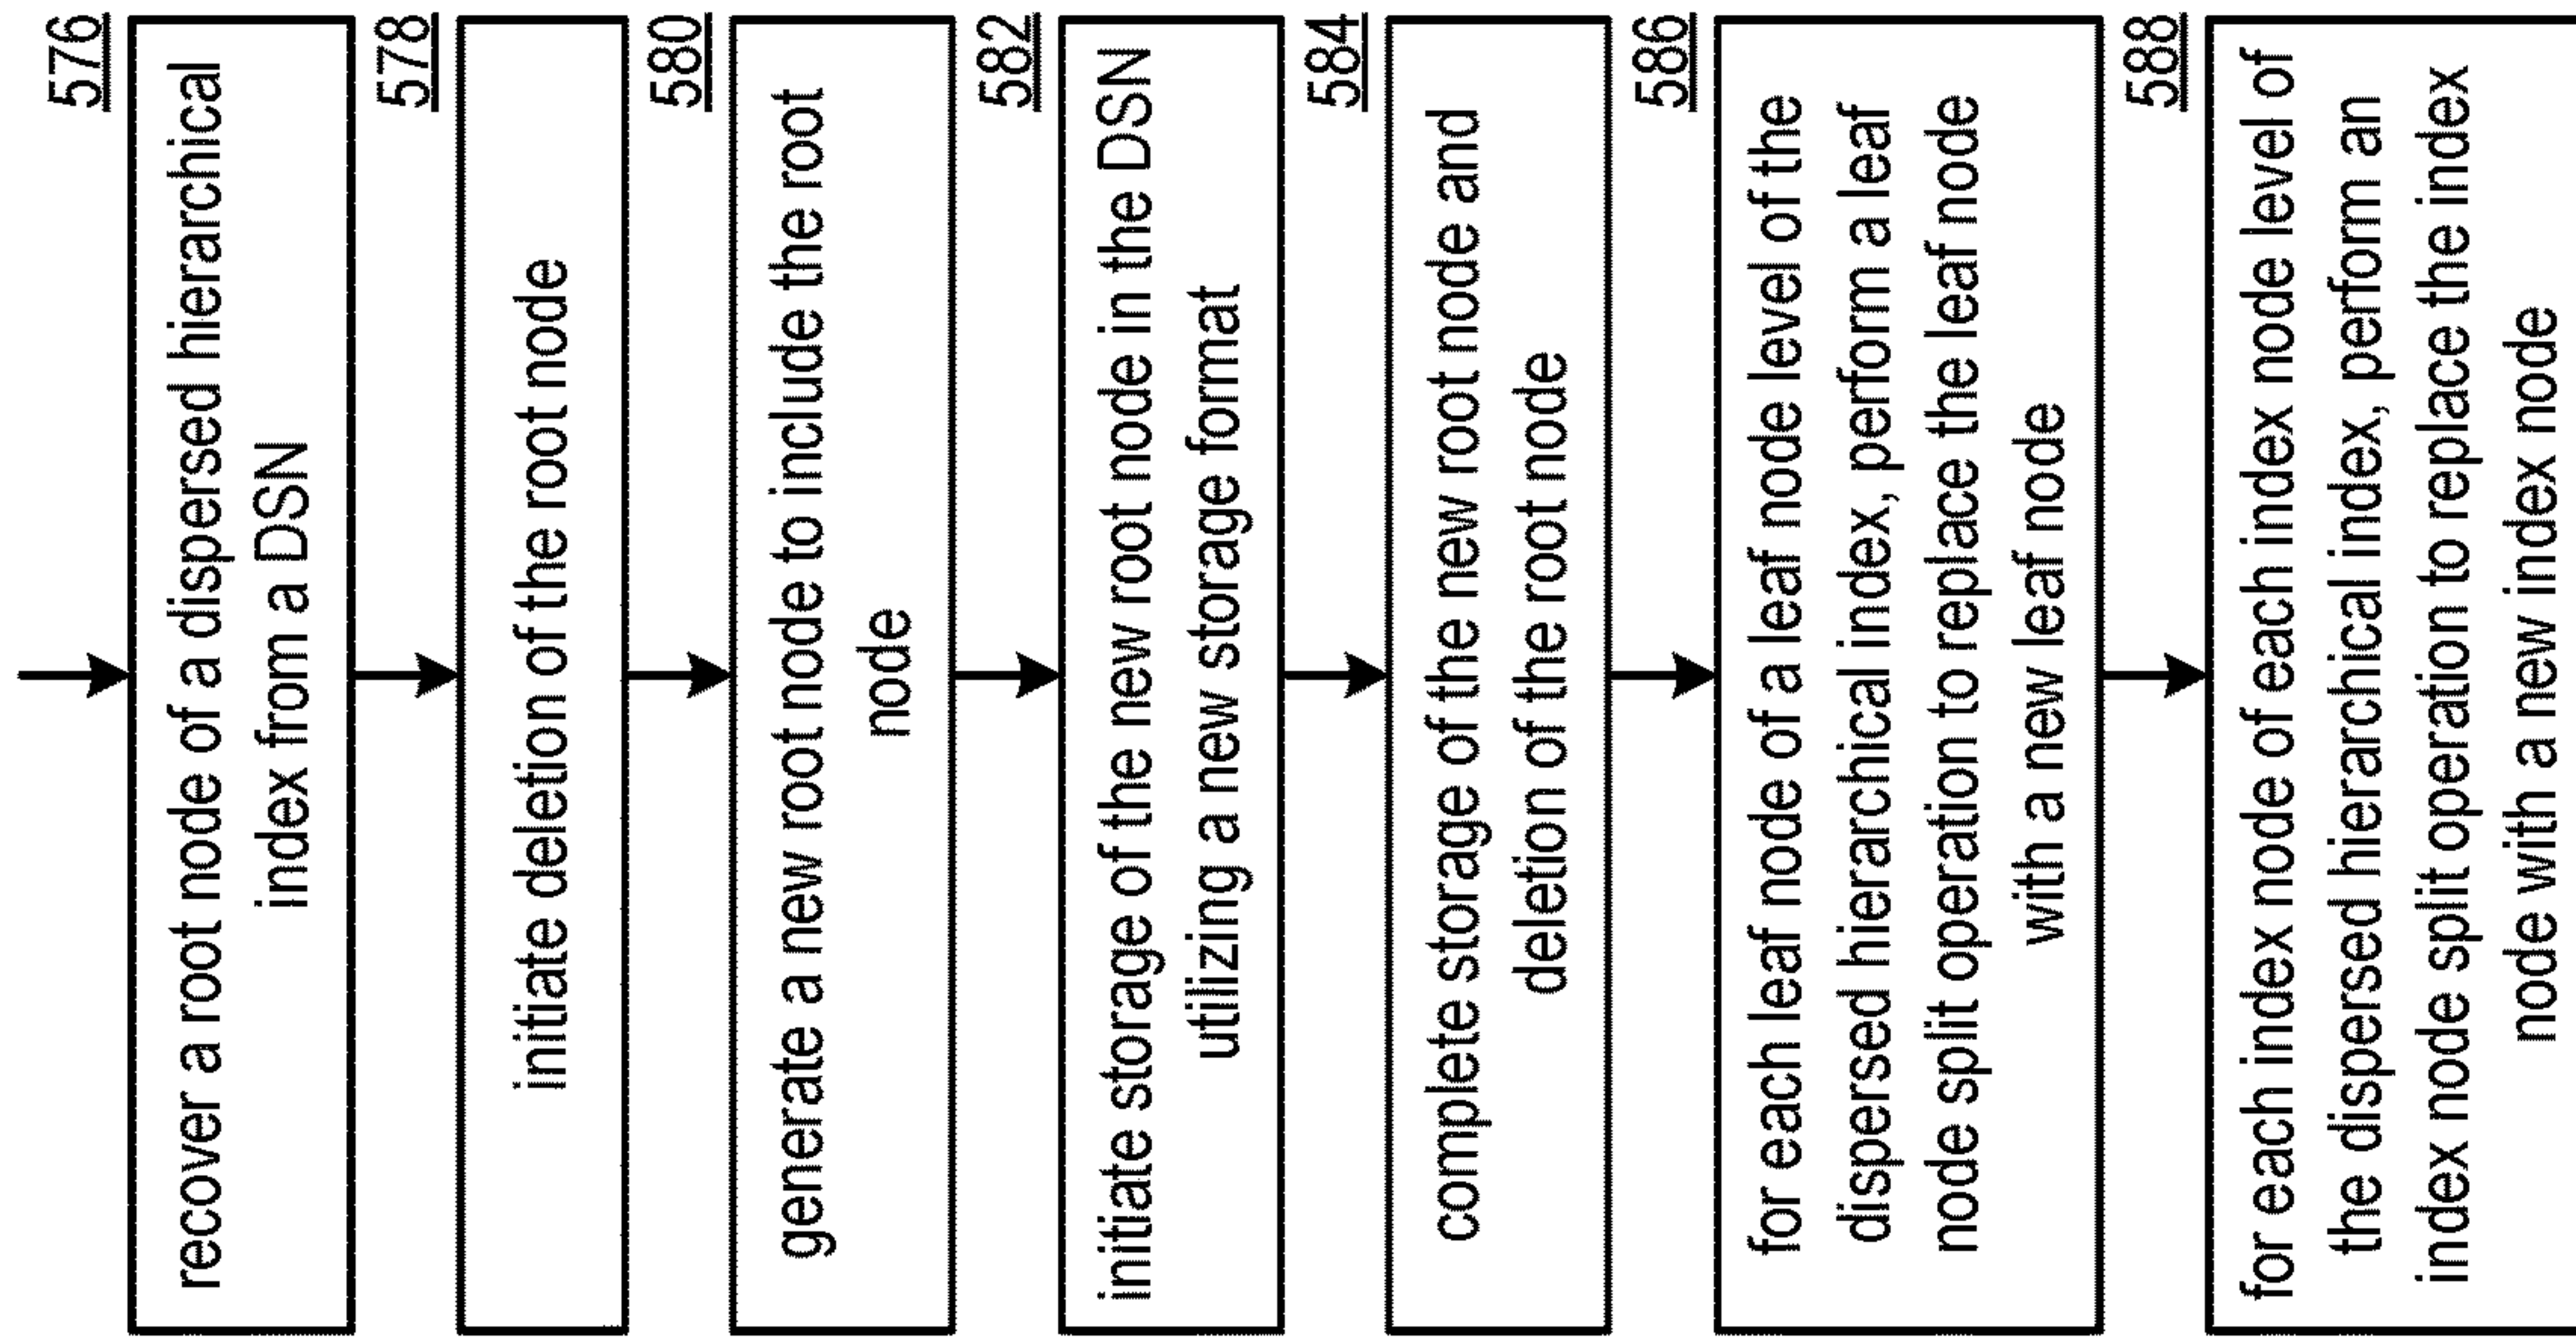 576
recover a root node of a dispersed hierarchical
index from a DSN
578
initiate deletion of the root node
580
generate a new root node to include the root
node
582
initiate storage of the new root node in the DSN
utilizing a new storage format
584
complete storage of the new root node and
deletion of the root node
586
for each leaf node of a leaf node level of the
dispersed hierarchical index, perform a leaf
node split operation to replace the leaf node
with a new leaf node
588
for each index node of each index node level of
the dispersed hierarchical index, perform an
index node split operation to replace the index
node with a new index node